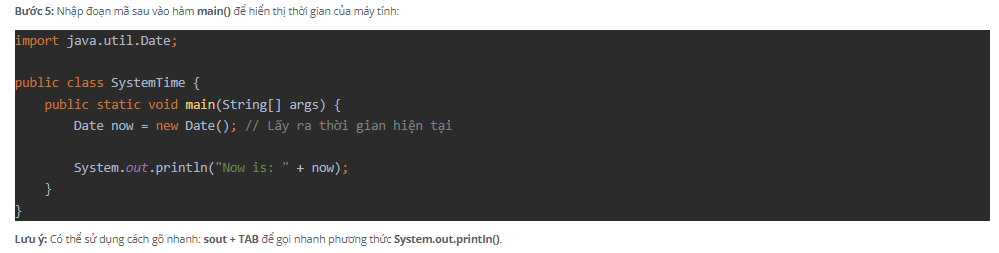 Bước 5: Nhập đoạn mã sau vào hàm main() để hiển thị thời gian của máy tính:
import java.util.Date;
public class SystemTime {
    public static void main(String[] args) {
        Date now = new Date(); // Lấy ra thời gian hiện tại
        System.out.println("Now is: " + now);
    }
}
Lưu ý: Có thể sử dụng cách gõ nhanh: sout + TAB để gọi nhanh phương thức System.out.println().